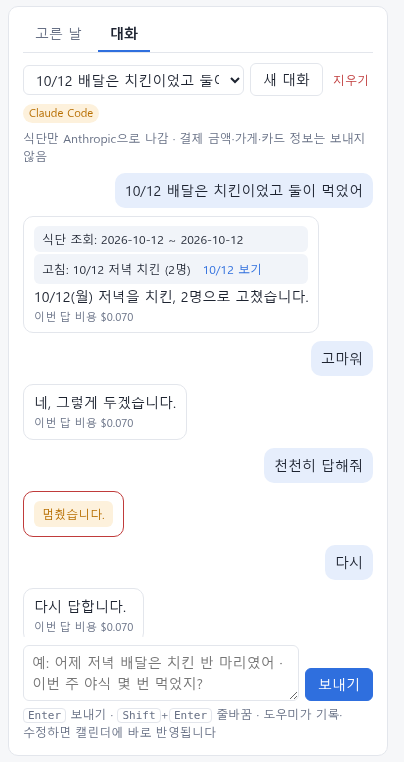 고른 날 대화
10/12 배달은 치킨이었고 둘이 새 대화 지우기
Claude Code
식단만 Anthropic으로 나감 · 결제 금액·가게·카드 정보는 보내지
않음
10/12 배달은 치킨이었고 둘이 먹었어
식단 조회: 2026-10-12 ~ 2026-10-12
고침: 10/12 저녁 치킨 (2명) 10/12 보기
10/12(월) 저녁을 치킨, 2명으로 고쳤습니다.
이번 답 비용 $0.070
고마워
네, 그렇게 두겠습니다.
이번 답 비용 $0.070
천천히 답해줘
멈췄습니다.
다시
다시 답합니다.
이번 답 비용 $0.070
예: 어제 저녁 배달은 치킨 반 마리였어 ·
이번 주 야식 몇 번 먹었지?
보내기
Enter 보내기 · Shift+Enter 줄바꿈 · 도우미가 기록·
수정하면 캘린더에 바로 반영됩니다